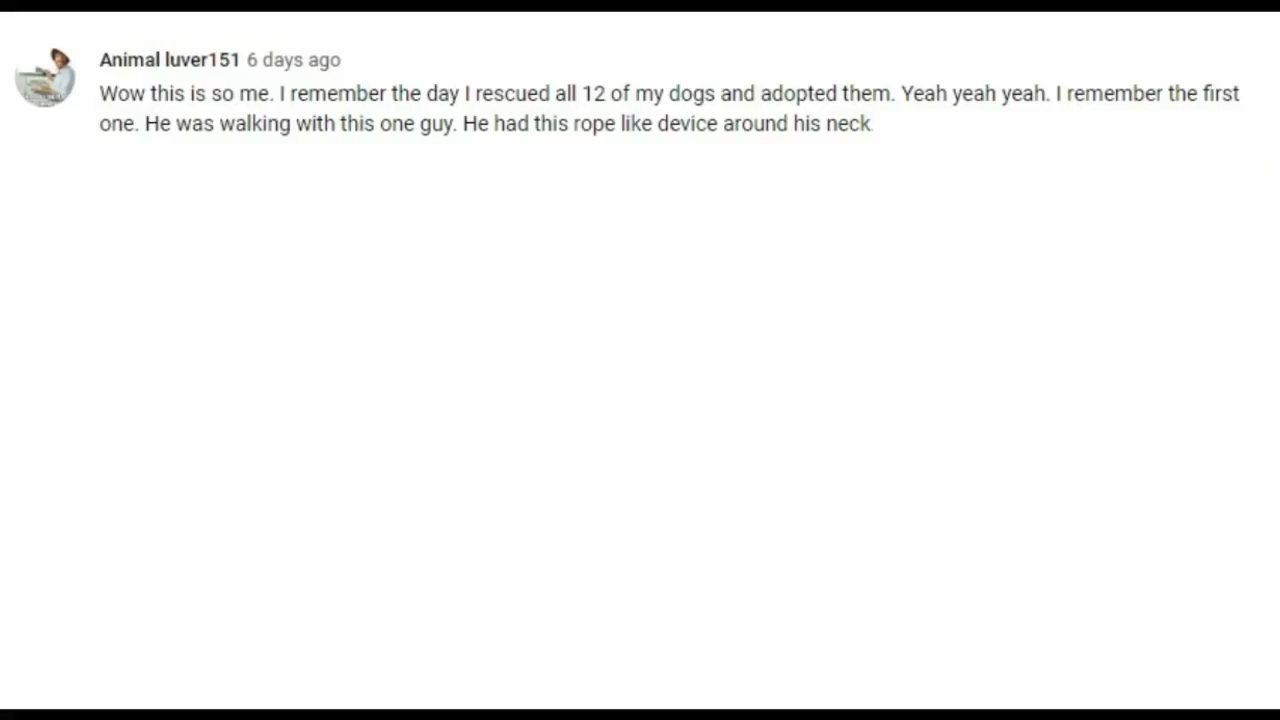 Animal luver151 6 days ago
Wow this is so me. I remember the day I rescued all 12 of my dogs and adopted them. Yeah yeah yeah. I remember the first
one. He was walking with this one guy. He had this rope like device around his neck.